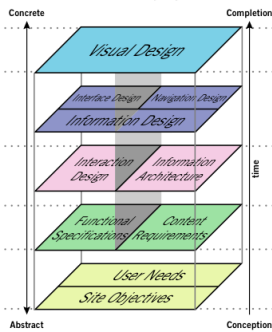 Concrete
Completion
Visual Design
Interface Design
Navigation Design
Information Design
Interaction
Design
Information
Architecture
Functional
Specifications
Content
Requirements
User Needs
Site Objectives
time
Abstract
Conception